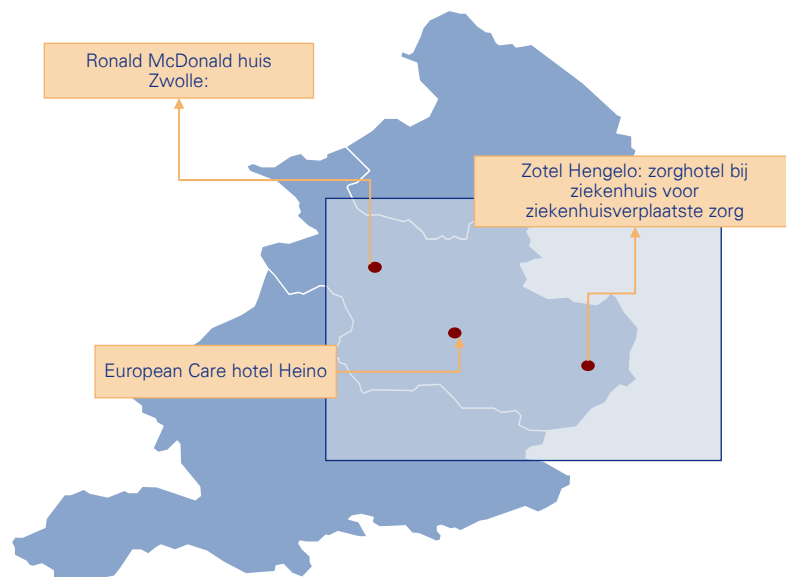 Ronald McDonald huis
Zwolle:
Zotel Hengelo: zorghotel bij
ziekenhuis voor
ziekenhuisverplaatste zorg
European Care hotel Heino